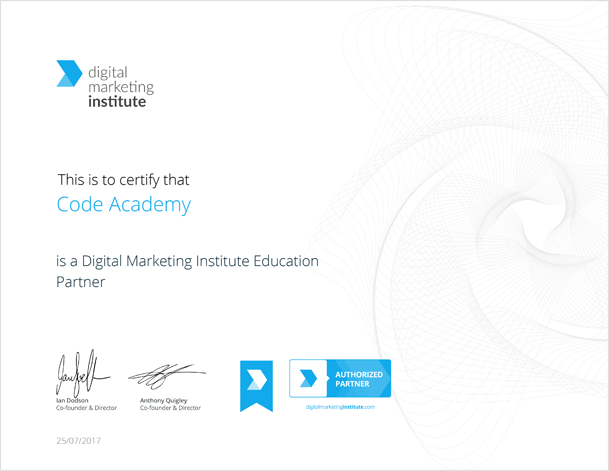 digital
marketing
institute
This is to certify that
Code Academy
is a Digital Marketing Institute Education
Partner
Ian Dodson
Co-founder & Director
Anthony Quigley
Co-founder & Director
AUTHORIZED
PARTNER
digitalmarketinginstitute.com
25/07/2017